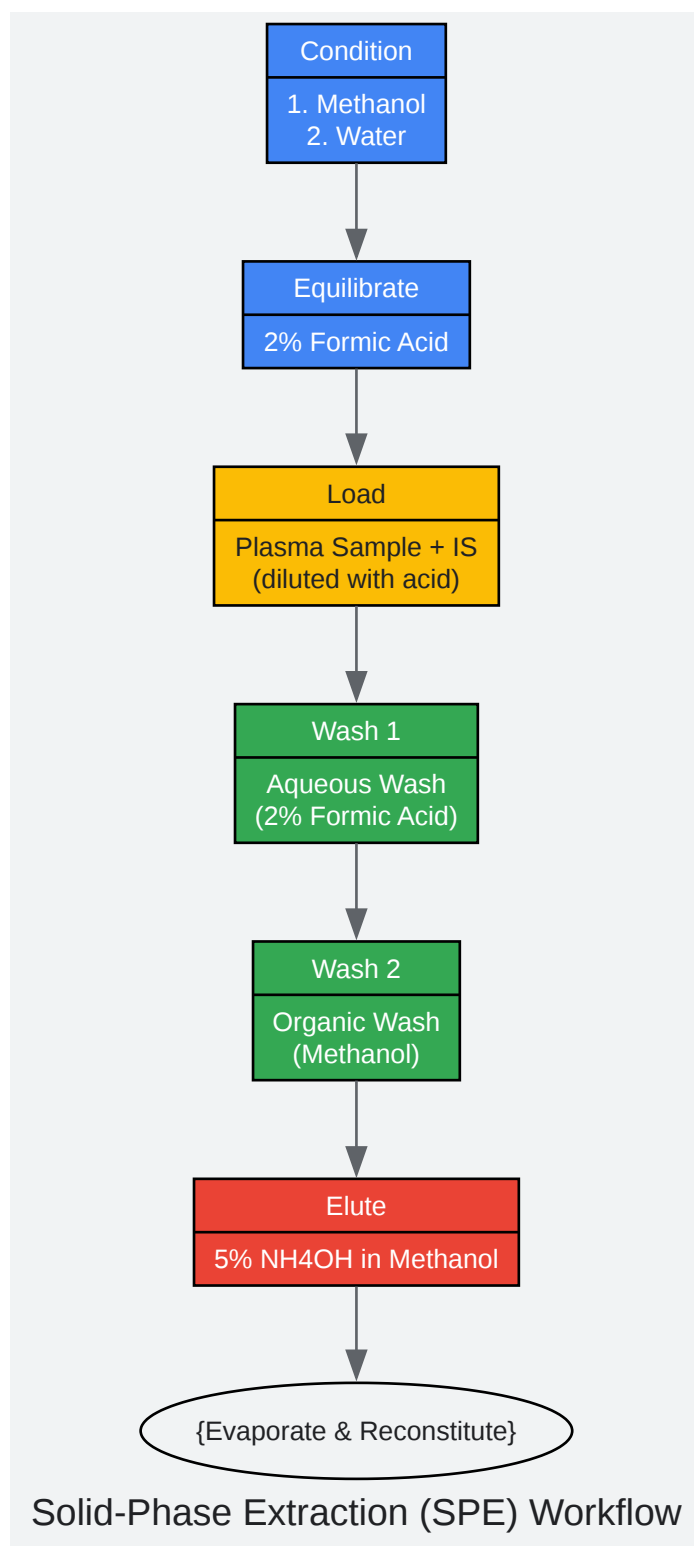 Condition
1. Methanol
2. Water
Equilibrate
2% Formic Acid
Load
Plasma Sample + IS
(diluted with acid)
Wash 1
Aqueous Wash
(2% Formic Acid)
Wash 2
Organic Wash
(Methanol)
Elute
5% NH4OH in Methanol
{Evaporate & Reconstitute}
Solid-Phase Extraction (SPE) Workflow